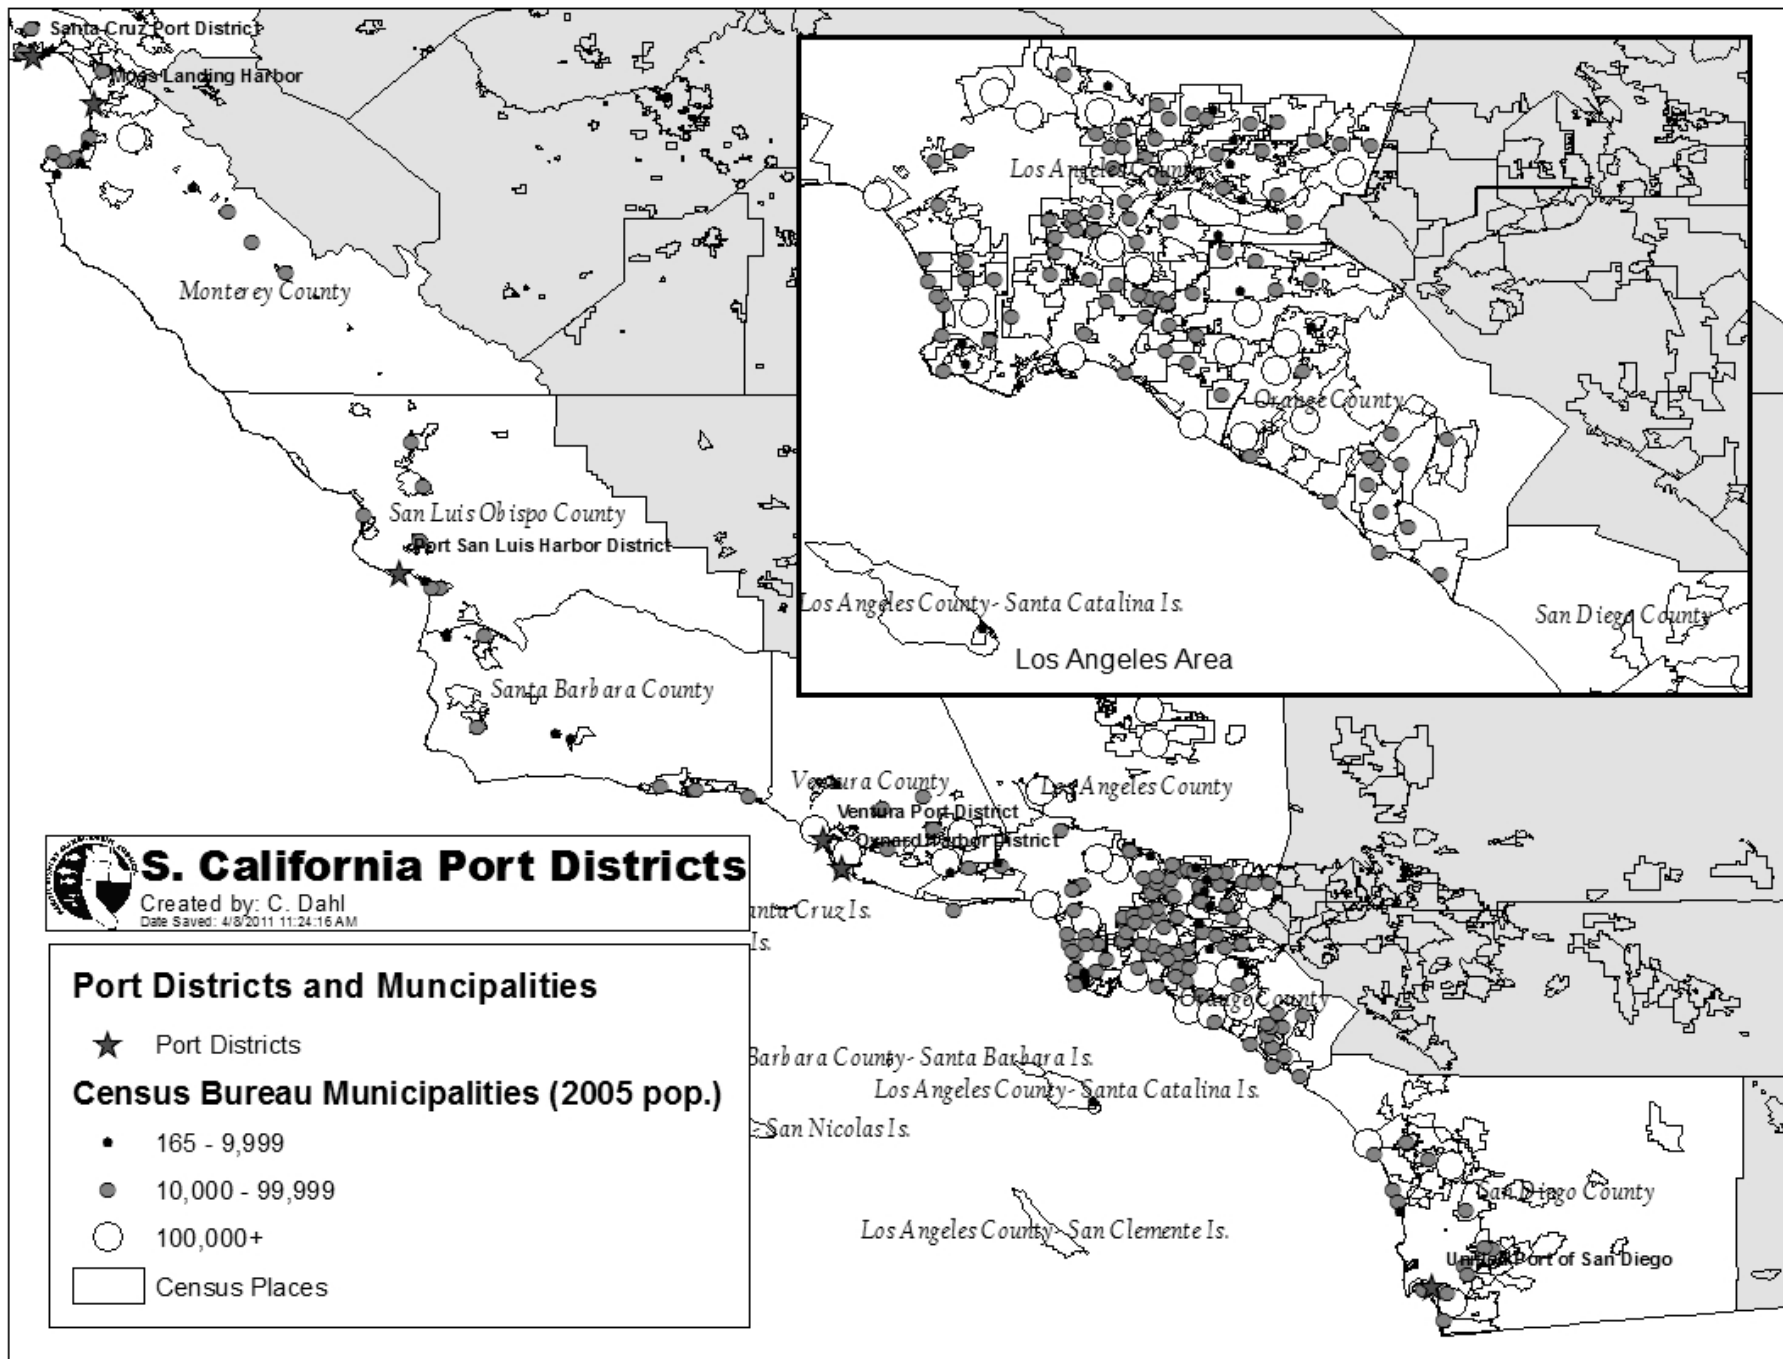 Santa Cruz Port District
Moss Landing Harbor
Monterey County
San Luis Obispo County
Port San Luis Harbor District
Santa Barbara County
Los Angeles County
Orange County
Los Angeles County- Santa Catalina Is.
San Diego County
Los Angeles Area
Ventura County
Los Angeles County
Ventura Port District
Oxnard Harbor District
S. California Port Districts
Created by: C. Dahl
Date Saved: 4/8/2011 11:24:16 AM
anta Cruz Is.
Is.
Orange County
Port Districts and Muncipalities
Port Districts
Barbara County- Santa Barbara Is.
Los Angeles County- Santa Catalina Is.
Census Bureau Municipalities (2005 pop.)
- San Nicolas Is.
165 - 9,999
10,000 - 99,999
San Diego County
100,000+
Los Angeles County- San Clemente Is.
Unified Port of San Diego
Census Places